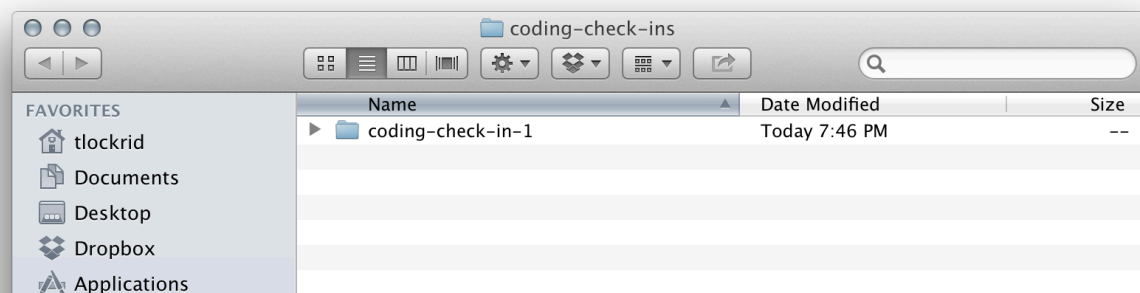 coding-check-ins
FAVORITES
tlockrid
Documents
Desktop
Dropbox
Applications
Name Date Modified Size
coding-check-in-1 Today 7:46 PM --